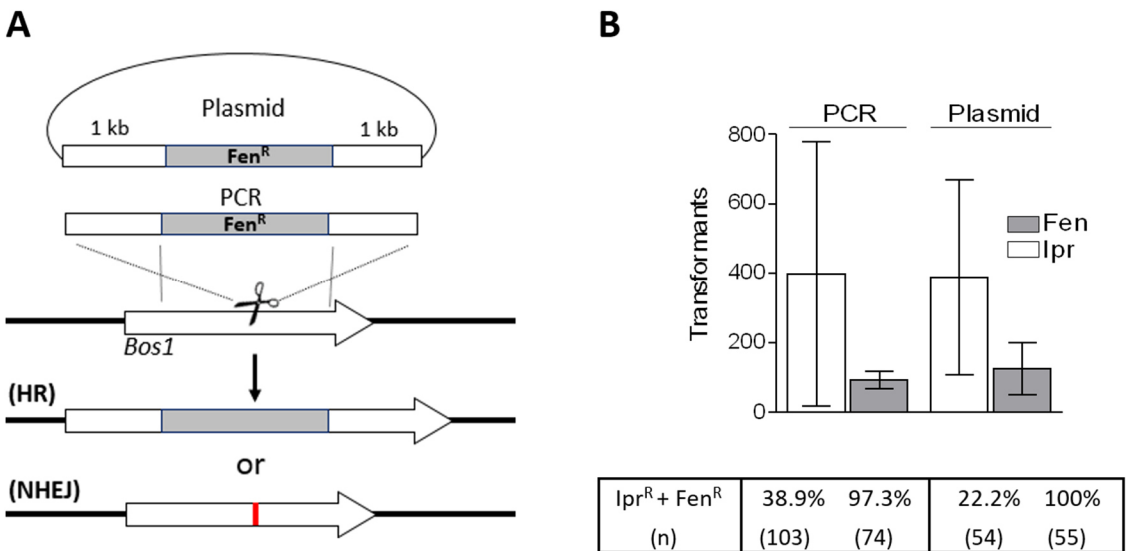 A
Plasmid
1 kb 1 kb
Fenᴿ
PCR
Fenᴿ
Bos1
(HR)
or
(NHEJ)
B
PCR Plasmid
800
600
400
200
0
Transformants
Fen
Ipr
Iprᴿ + Fenᴿ 38.9% 97.3% 22.2% 100%
(n) (103) (74) (54) (55)